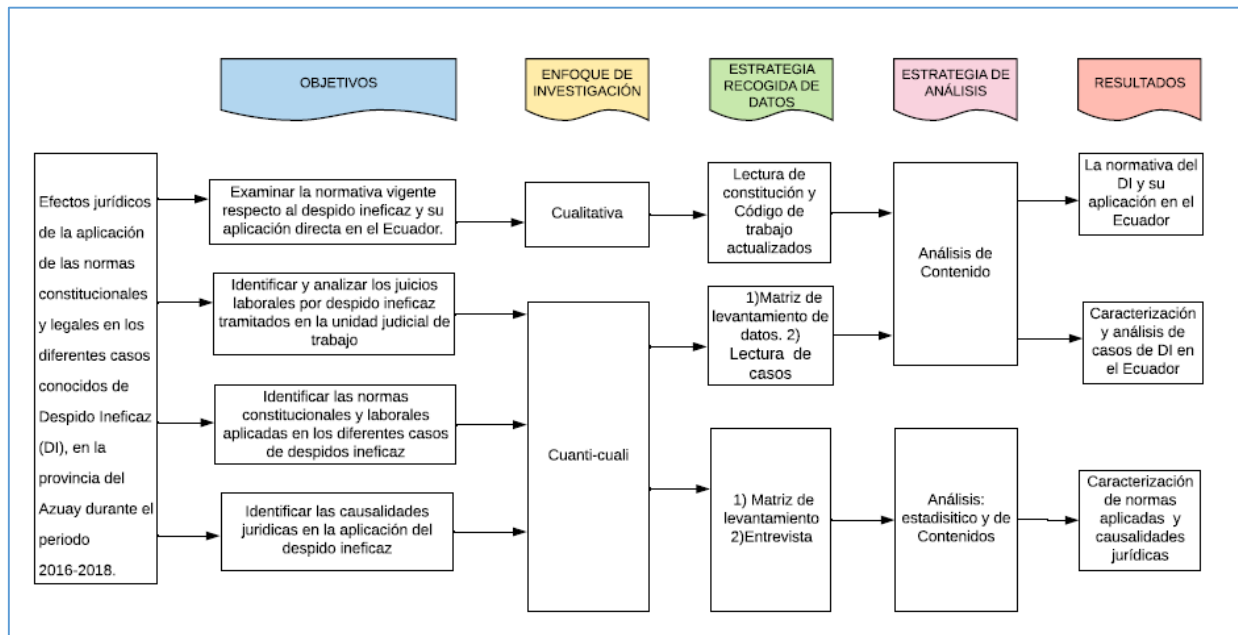 OBJETIVOS
ENFOQUE DE
INVESTIGACIÓN
ESTRATEGIA
RECOGIDA DE
DATOS
ESTRATEGIA DE
ANÁLISIS
RESULTADOS
Efectos jurídicos
de la aplicación
de las normas
constitucionales
y legales en los
diferentes casos
conocidos de
Despido Ineficaz
(DI), en la
provincia del
Azuay durante el
periodo
2016-2018.
Examinar la normativa vigente
respecto al despido ineficaz y su
aplicación directa en el Ecuador.
Identificar y analizar los juicios
laborales por despido ineficaz
tramitados en la unidad judicial de
trabajo
Identificar las normas
constitucionales y laborales
aplicadas en los diferentes casos
de despidos ineficaz
Identificar las causalidades
juridicas en la aplicación del
despido ineficaz
Cualitativa
Cuanti-cuali
Lectura de
constitución y
Código de
trabajo
actualizados
1)Matriz de
levantamiento de
datos. 2)
Lectura de
casos
1) Matriz de
levantamiento
2)Entrevista
Análisis de
Contenido
Análisis:
estadisitico y de
Contenidos
La normativa del
DI y su
aplicación en el
Ecuador
Caracterización
y análisis de
casos de DI en
el Ecuador
Caracterización
de normas
aplicadas y
causalidades
jurídicas